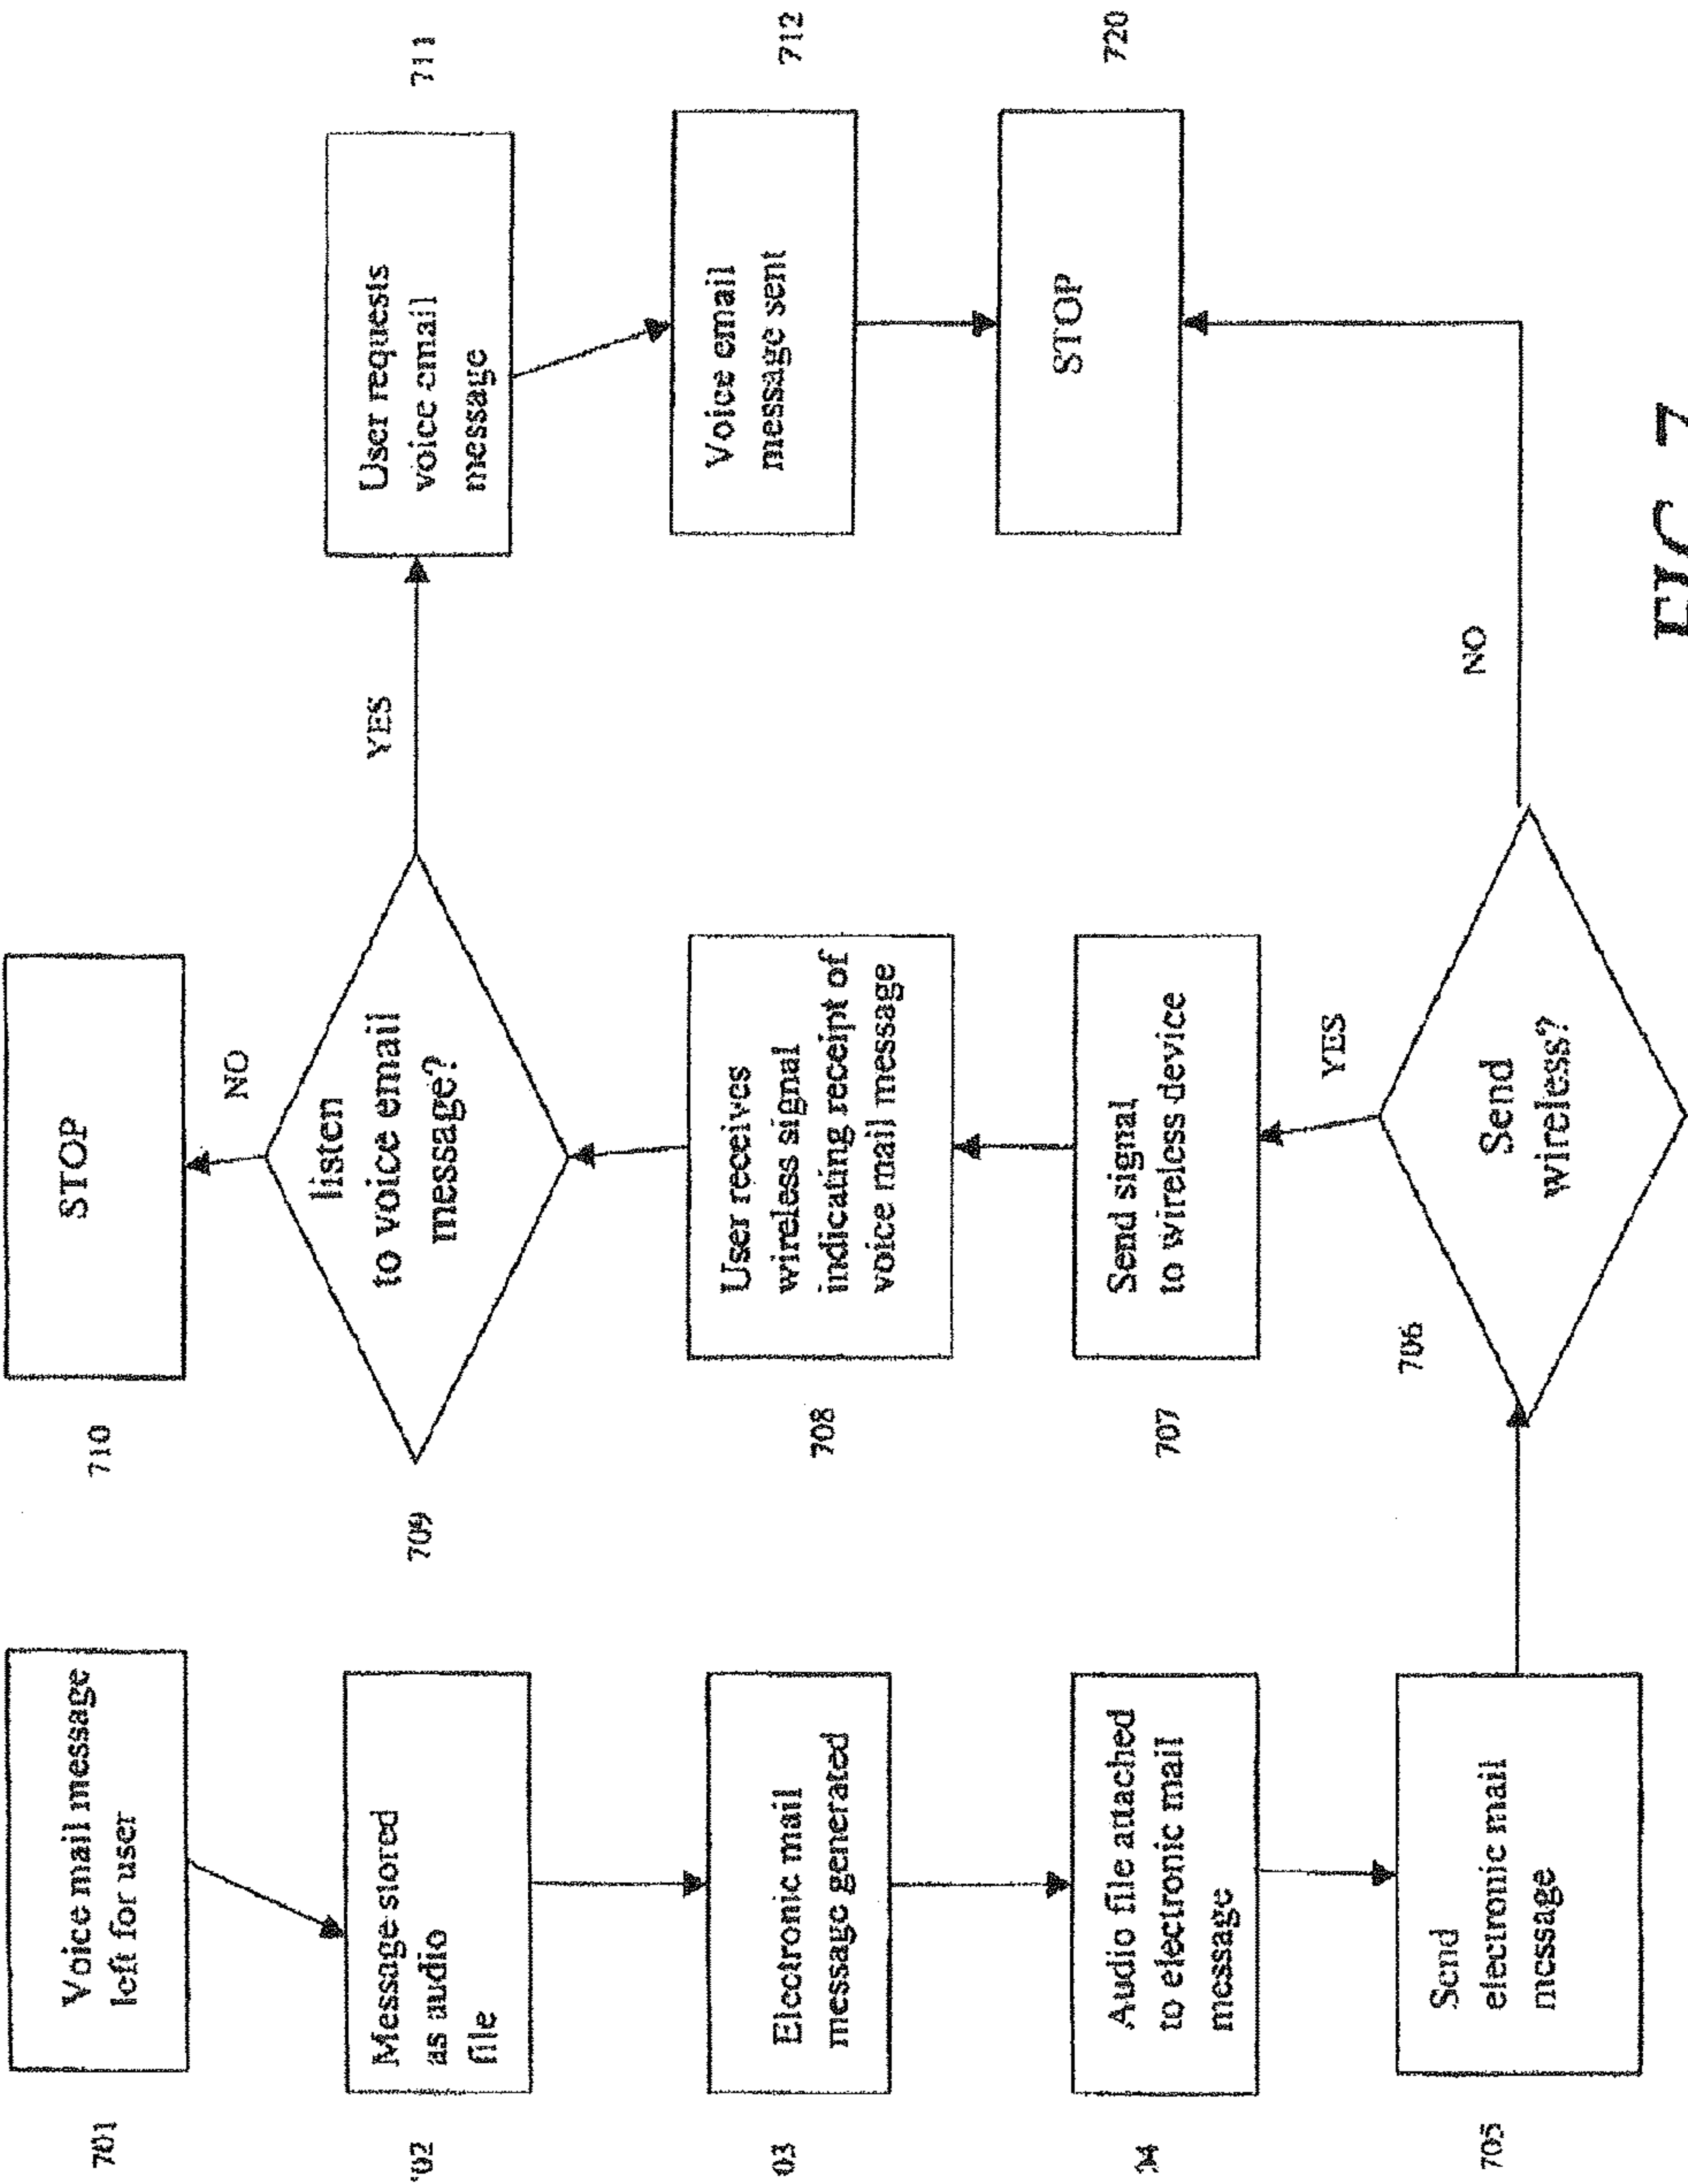 701
Voice mail message
left for user
702
Message stored
as audio
file
03
Electronic mail
message generated
04
Audio file attached
to electronic mail
message
705
Send
electronic mail
message
706
Send
wireless?
YES
NO
707
Send signal
to wireless device
708
User receives
wireless signal
indicating receipt of
voice mail message
709
listen
to voice email
message?
NO
YES
710
STOP
711
User requests
voice email
message
712
Voice email
message sent
720
STOP
FIG. 7